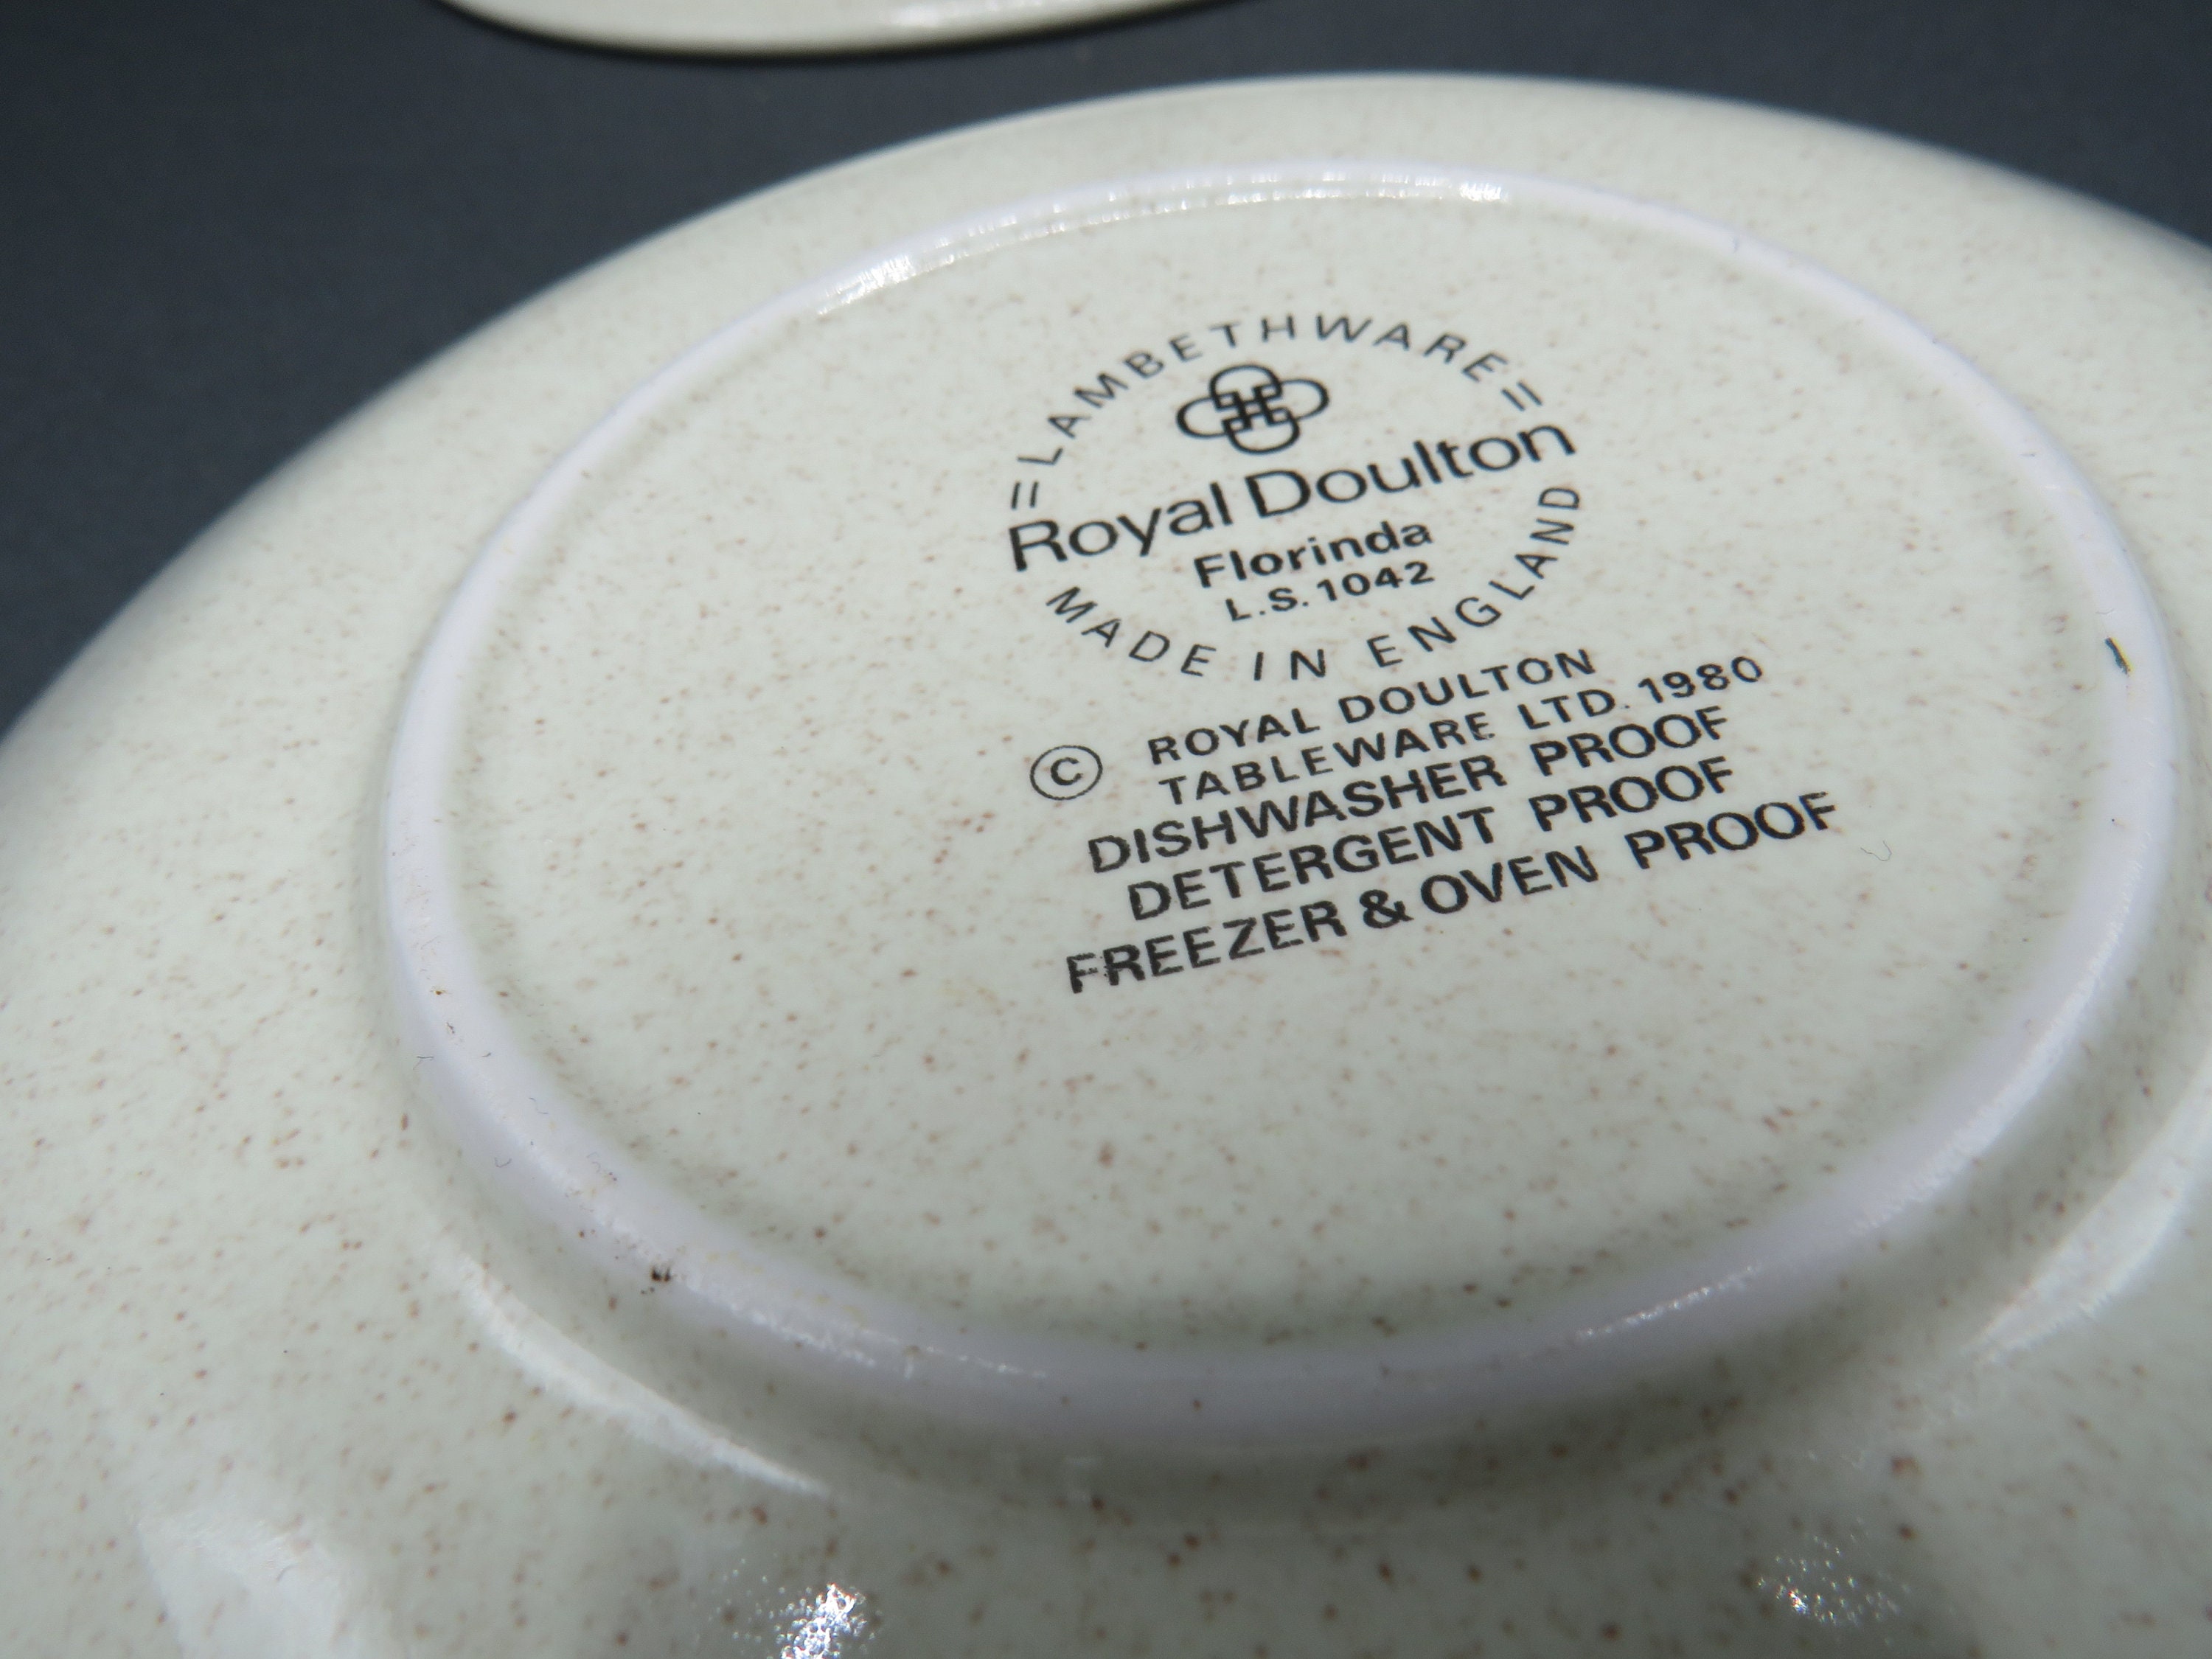 =LAMBETHWARE=
Royal Doulton
Florinda
L.S. 1042
MADE IN ENGLAND
© ROYAL DOULTON
TABLEWARE LTD. 1980
DISHWASHER PROOF
DETERGENT PROOF
FREEZER & OVEN PROOF